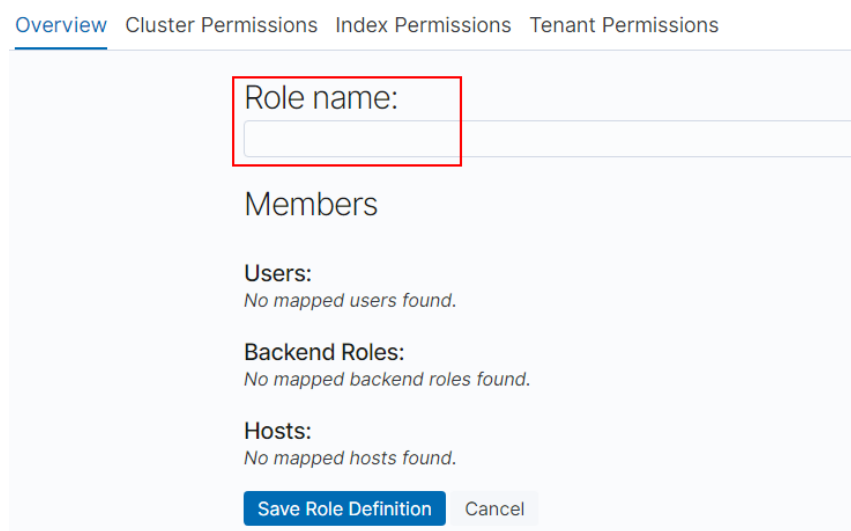 Overview Cluster Permissions Index Permissions Tenant Permissions
Role name:
Members
Users:
No mapped users found.
Backend Roles:
No mapped backend roles found.
Hosts:
No mapped hosts found.
Save Role Definition Cancel